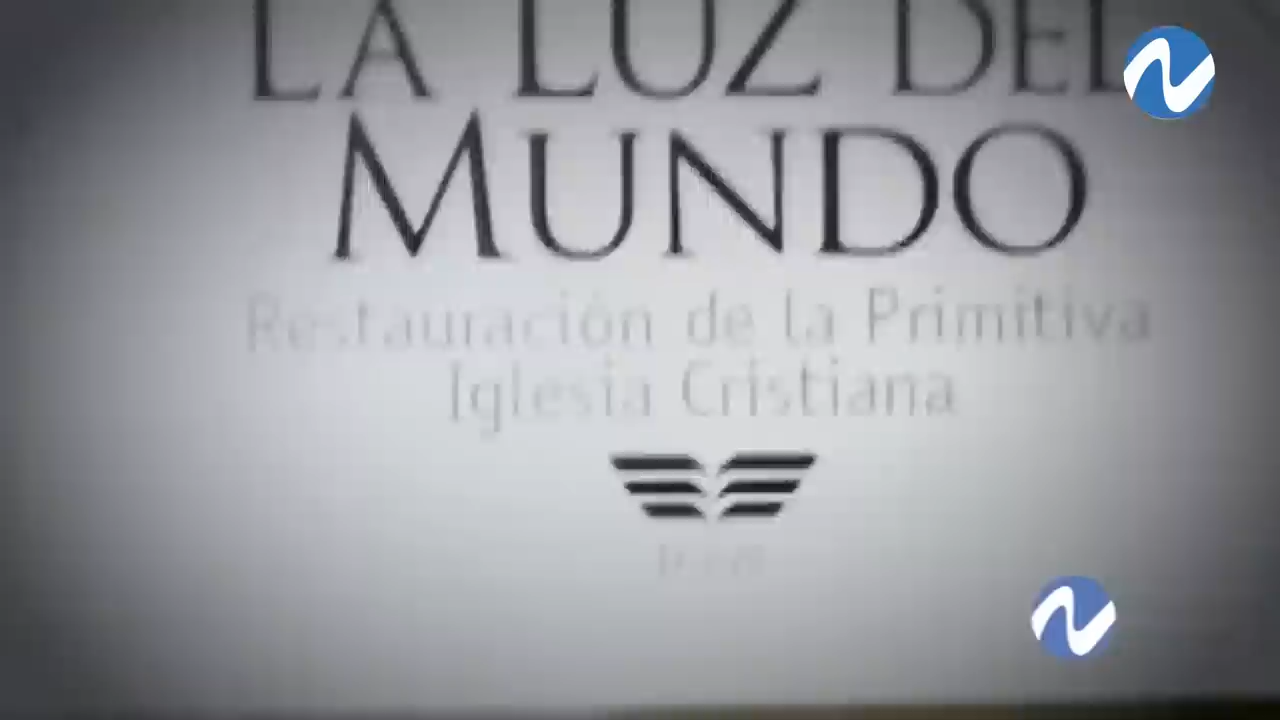 LA LUZ DEL
MUNDO
Restauración de la Primitiva
Iglesia Cristiana